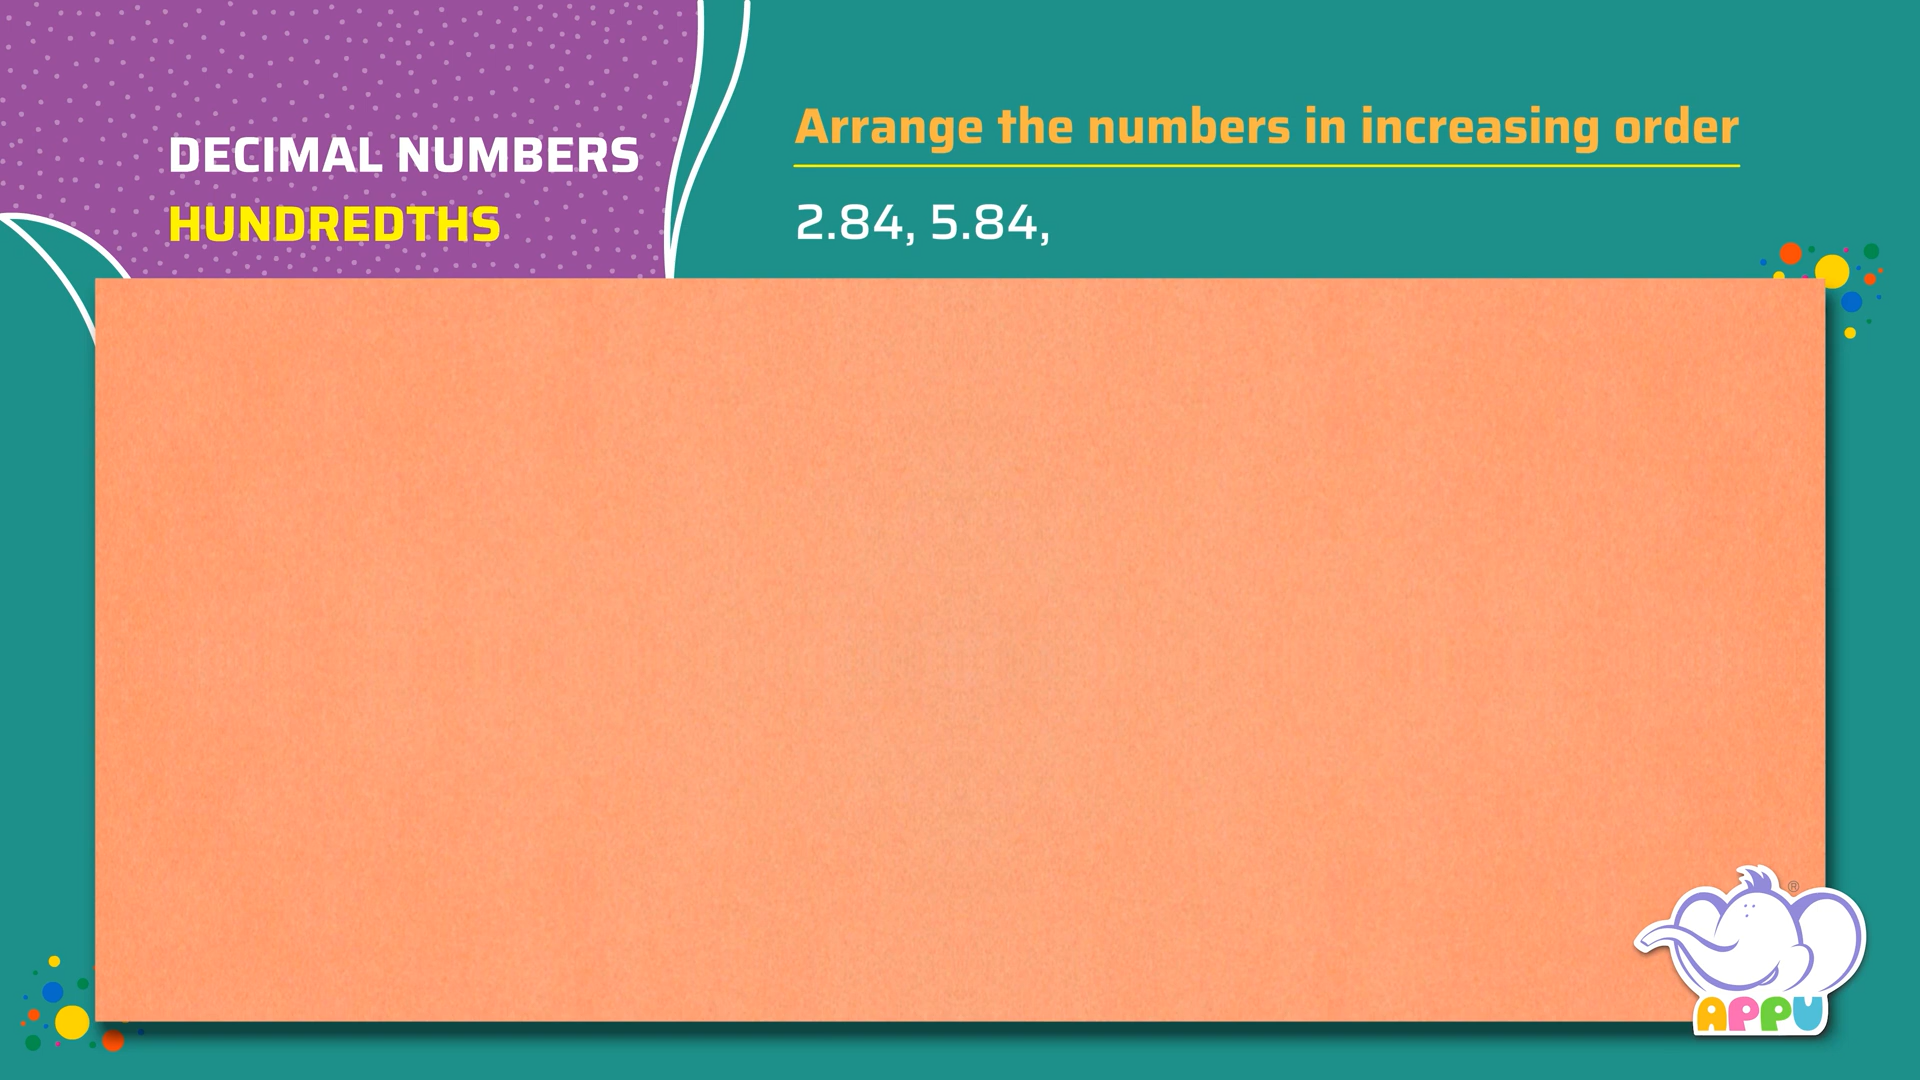 DECIMAL NUMBERS
HUNDREDTHS
Arrange the numbers in increasing order
2.84, 5.84,
®
APPU